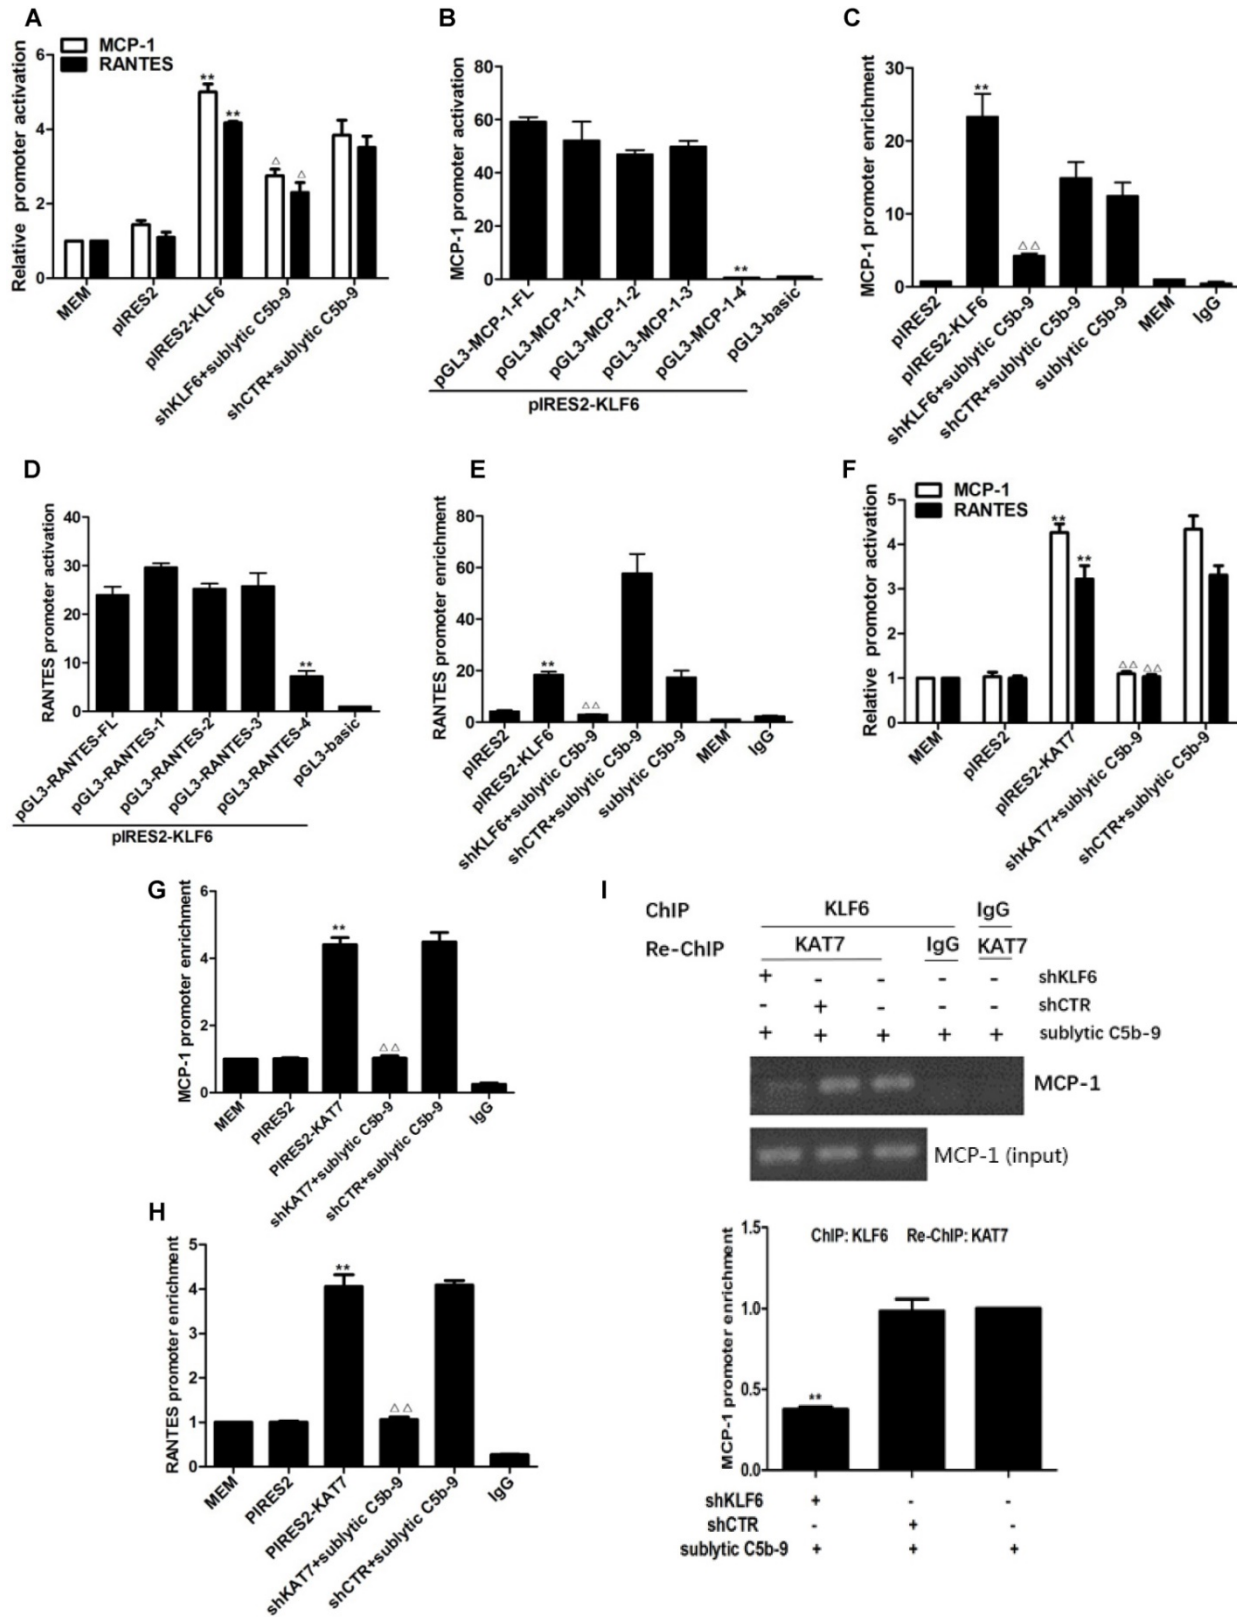 A
MCP-1
RANTES
Relative promoter activation
6
4
2
0
**
**
△
△
MEM
pIRES2
pIRES2-KLF6
shKLF6+sublytic C5b-9
shCTR+sublytic C5b-9
B
MCP-1 promoter activation
80
60
40
20
0
**
pGL3-MCP-1-FL
pGL3-MCP-1-1
pGL3-MCP-1-2
pGL3-MCP-1-3
pGL3-MCP-1-4
pGL3-basic
pIRES2-KLF6
C
MCP-1 promoter enrichment
30
20
10
0
**
△△
pIRES2
pIRES2-KLF6
shKLF6+sublytic C5b-9
shCTR+sublytic C5b-9
sublytic C5b-9
MEM
IgG
D
RANTES promoter activation
40
30
20
10
0
**
pGL3-RANTES-FL
pGL3-RANTES-1
pGL3-RANTES-2
pGL3-RANTES-3
pGL3-RANTES-4
pGL3-basic
pIRES2-KLF6
E
RANTES promoter enrichment
80
60
40
20
0
**
△△
pIRES2
pIRES2-KLF6
shKLF6+sublytic C5b-9
shCTR+sublytic C5b-9
sublytic C5b-9
MEM
IgG
F
MCP-1
RANTES
Relative promotor activation
5
4
3
2
1
0
**
**
△△ △△
MEM
pIRES2
pIRES2-KAT7
shKAT7+sublytic C5b-9
shCTR+sublytic C5b-9
G
MCP-1 promoter enrichment
6
4
2
0
**
△△
MEM
PIRES2
PIRES2-KAT7
shKAT7+sublytic C5b-9
shCTR+sublytic C5b-9
IgG
H
RANTES promoter enrichment
5
4
3
2
1
0
**
△△
MEM
PIRES2
PIRES2-KAT7
shKAT7+sublytic C5b-9
shCTR+sublytic C5b-9
IgG
I
ChIP KLF6 IgG
Re-ChIP KAT7 IgG KAT7
+ - - - - shKLF6
- + - - - shCTR
+ + + + + sublytic C5b-9
MCP-1
MCP-1 (input)
MCP-1 promoter enrichment
1.5
1.0
0.5
0.0
ChIP: KLF6 Re-ChIP: KAT7
**
shKLF6 + - -
shCTR - + -
sublytic C5b-9 + + +